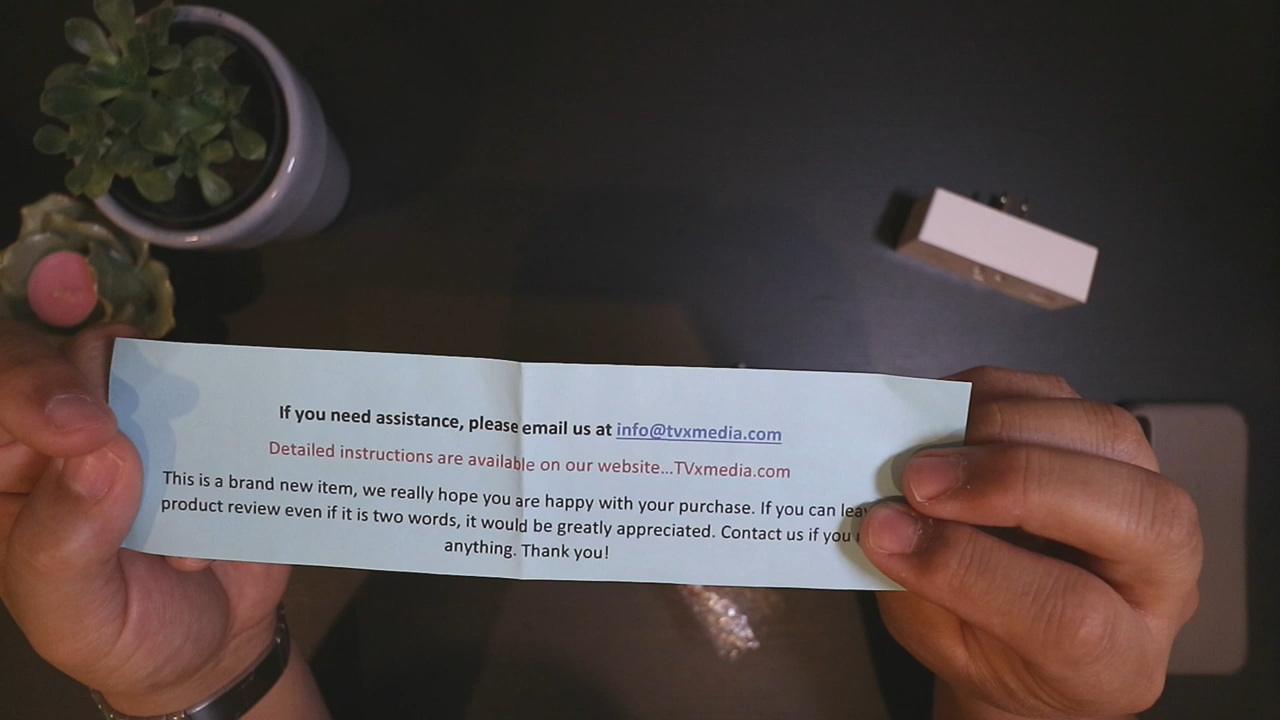 If you need assistance, please email us at info@tvxmedia.com
Detailed instructions are available on our website...TVxmedia.com
This is a brand new item, we really hope you are happy with your purchase. If you can
product review even if it is two words, it would be greatly appreciated. Contact us if you
anything. Thank you!